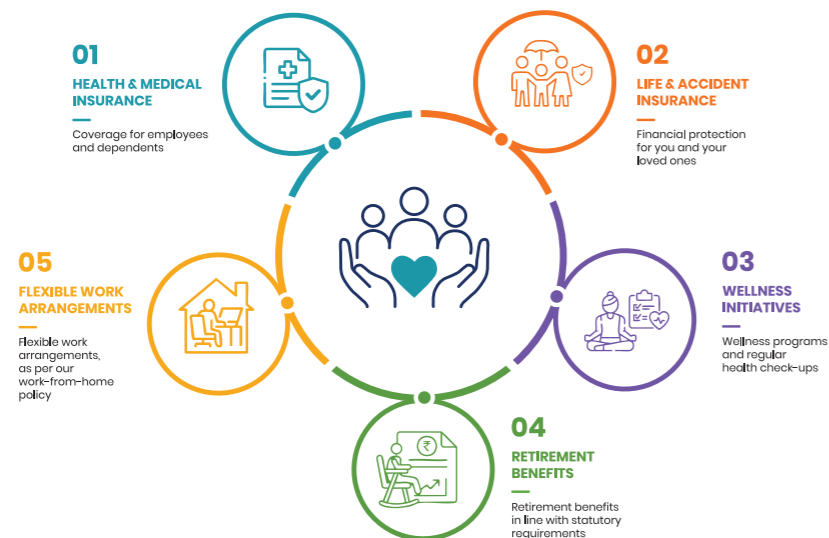 01
HEALTH & MEDICAL
INSURANCE
Coverage for employees
and dependents
02
LIFE & ACCIDENT
INSURANCE
Financial protection
for you and your
loved ones
03
WELLNESS
INITIATIVES
Wellness programs
and regular
health check-ups
04
RETIREMENT
BENEFITS
Retirement benefits
in line with statutory
requirements
05
FLEXIBLE WORK
ARRANGEMENTS
Flexible work
arrangements,
as per our
work-from-home
policy
₹